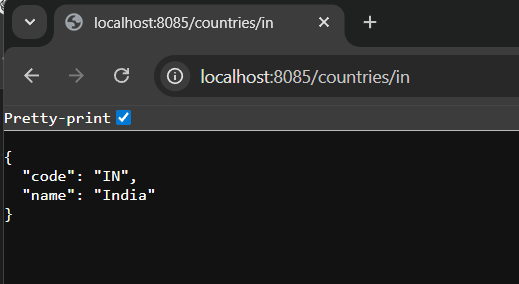 localhost:8085/countries/in
localhost:8085/countries/in
Pretty-print
{
  "code": "IN",
  "name": "India"
}